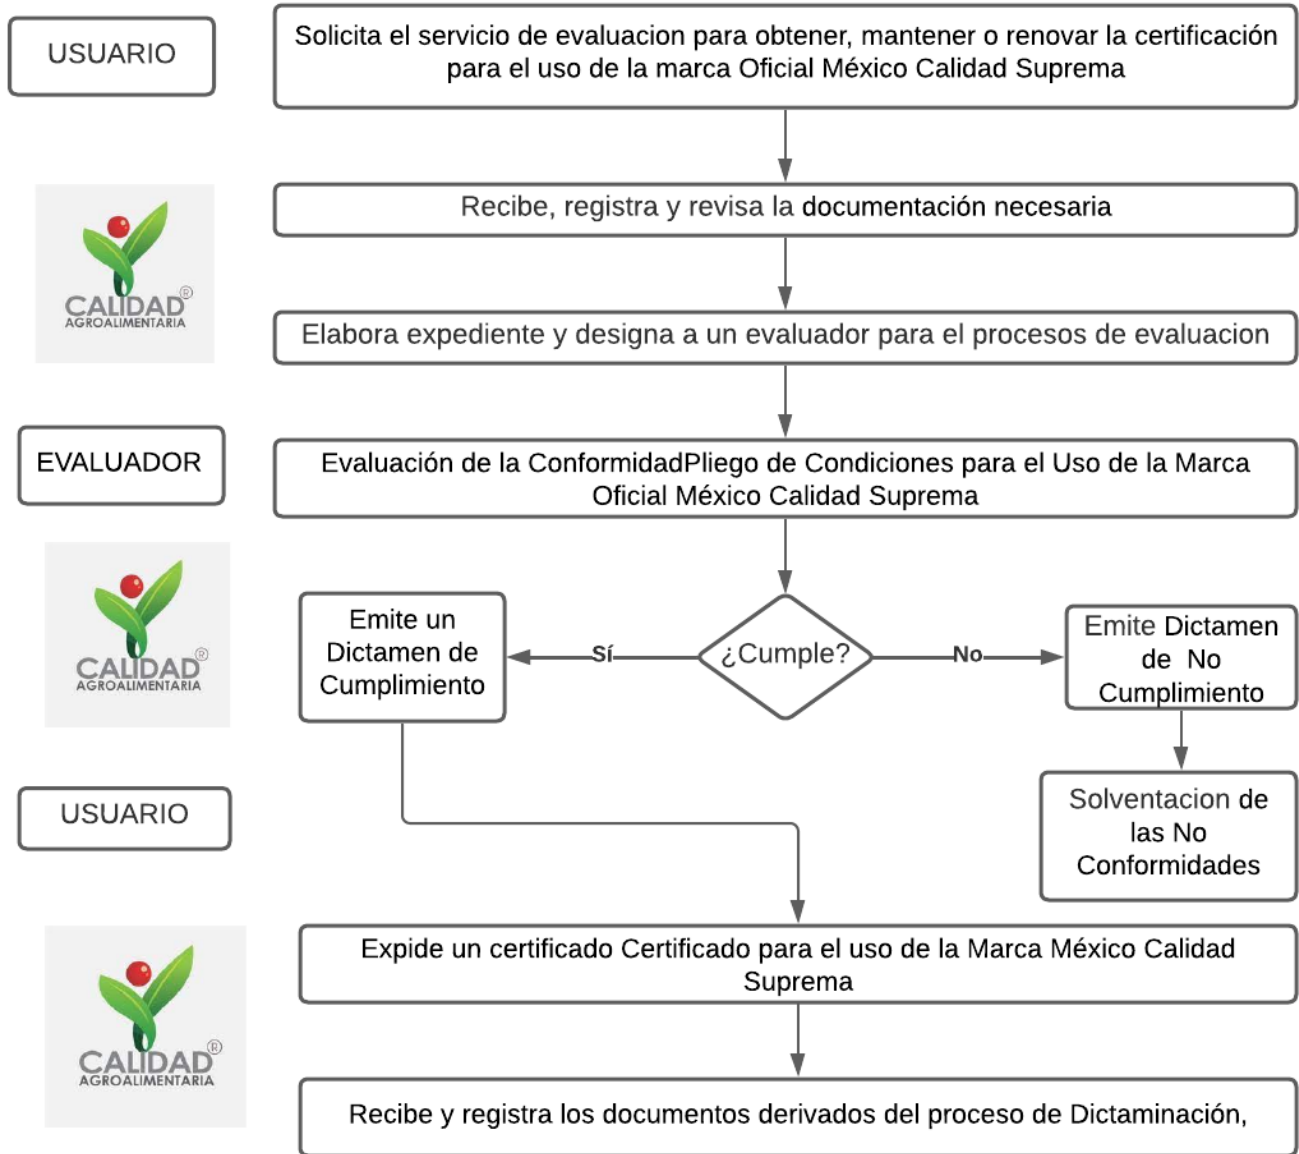 USUARIO
Solicita el servicio de evaluacion para obtener, mantener o renovar la certificación
para el uso de la marca Oficial México Calidad Suprema
CALIDAD®
AGROALIMENTARIA
Recibe, registra y revisa la documentación necesaria
Elabora expediente y designa a un evaluador para el procesos de evaluacion
EVALUADOR
Evaluación de la ConformidadPliego de Condiciones para el Uso de la Marca
Oficial México Calidad Suprema
CALIDAD®
AGROALIMENTARIA
Emite un
Dictamen de
Cumplimiento
Sí
¿Cumple?
No
Emite Dictamen
de No
Cumplimiento
USUARIO
Solventacion de
las No
Conformidades
CALIDAD®
AGROALIMENTARIA
Expide un certificado Certificado para el uso de la Marca México Calidad
Suprema
Recibe y registra los documentos derivados del proceso de Dictaminación,